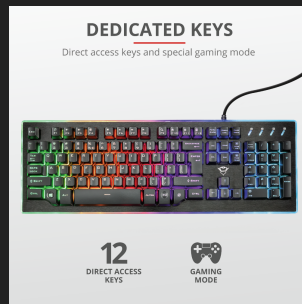 DEDICATED KEYS
Direct access keys and special gaming mode
12
DIRECT ACCESS
KEYS
GAMING
MODE